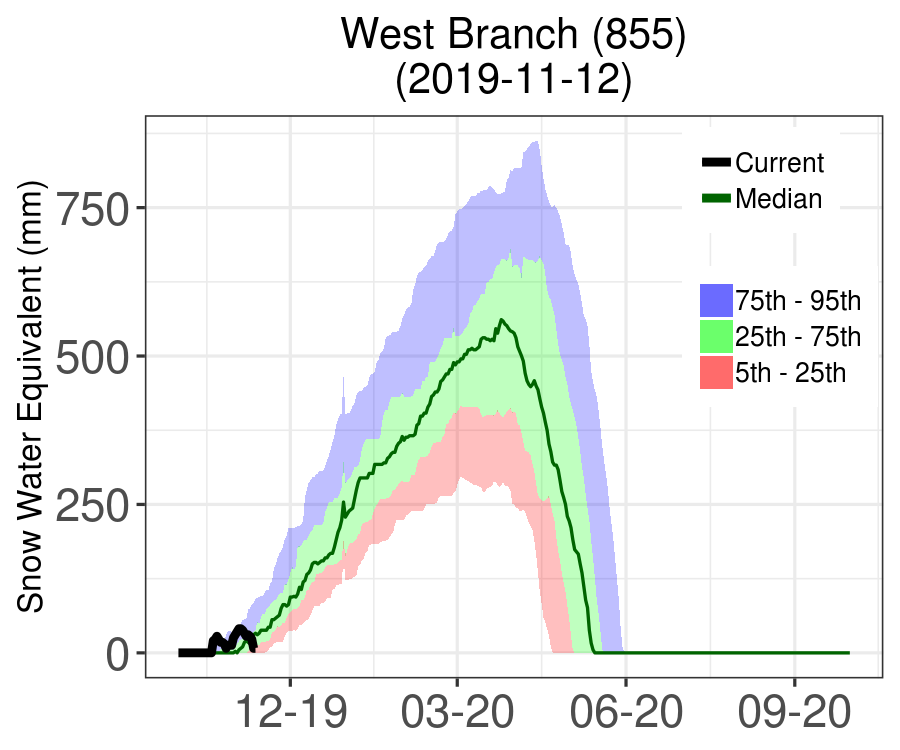 West Branch (855)
(2019-11-12)
Snow Water Equivalent (mm)
750
500
250
0
12-19
03-20
06-20
09-20
Current
Median
75th - 95th
25th - 75th
5th - 25th